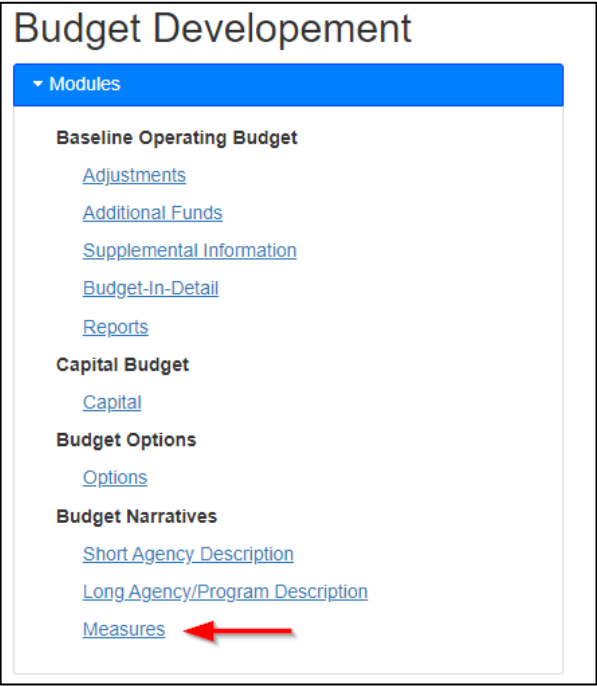 Budget Developement
Modules
Baseline Operating Budget
Adjustments
Additional Funds
Supplemental Information
Budget-In-Detail
Reports
Capital Budget
Capital
Budget Options
Options
Budget Narratives
Short Agency Description
Long Agency/Program Description
Measures